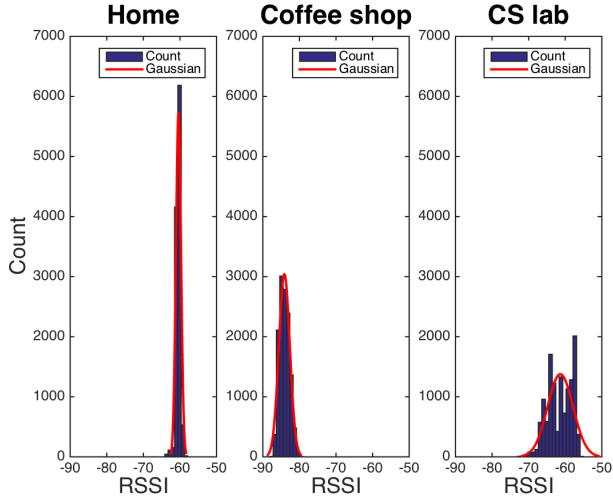 Home Coffee shop CS lab
7000 7000 7000
Count Count Count
Gaussian Gaussian Gaussian
6000 6000 6000
5000 5000 5000
4000 4000 4000
Count
3000 3000 3000
2000 2000 2000
1000 1000 1000
0 0 0
-90 -80 -70 -60 -50 -90 -80 -70 -60 -50 -90 -80 -70 -60 -50
RSSI RSSI RSSI